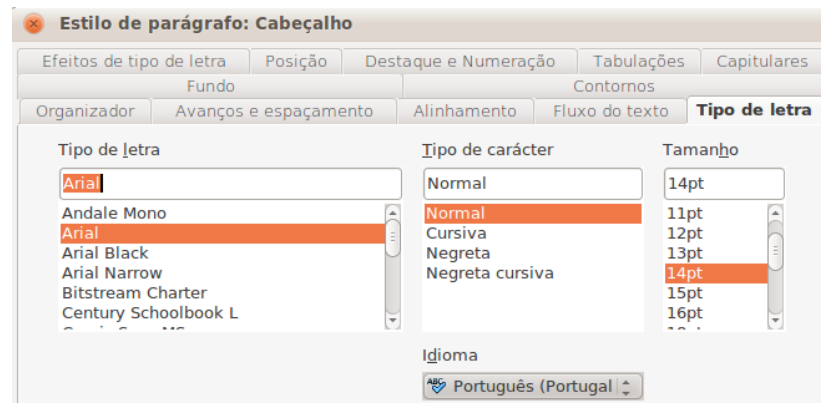 Estilo de parágrafo: Cabeçalho
Efeitos de tipo de letra Posição Destaque e Numeração Tabulações Capitulares
Fundo Contornos
Organizador Avanços e espaçamento Alinhamento Fluxo do texto Tipo de letra
Tipo de letra Tipo de carácter Tamanho
Arial Normal 14pt
Andale Mono Normal 11pt
Arial Cursiva 12pt
Arial Black Negreta 13pt
Arial Narrow Negreta cursiva 14pt
Bitstream Charter 15pt
Century Schoolbook L 16pt
Idioma
ABC Português (Portugal